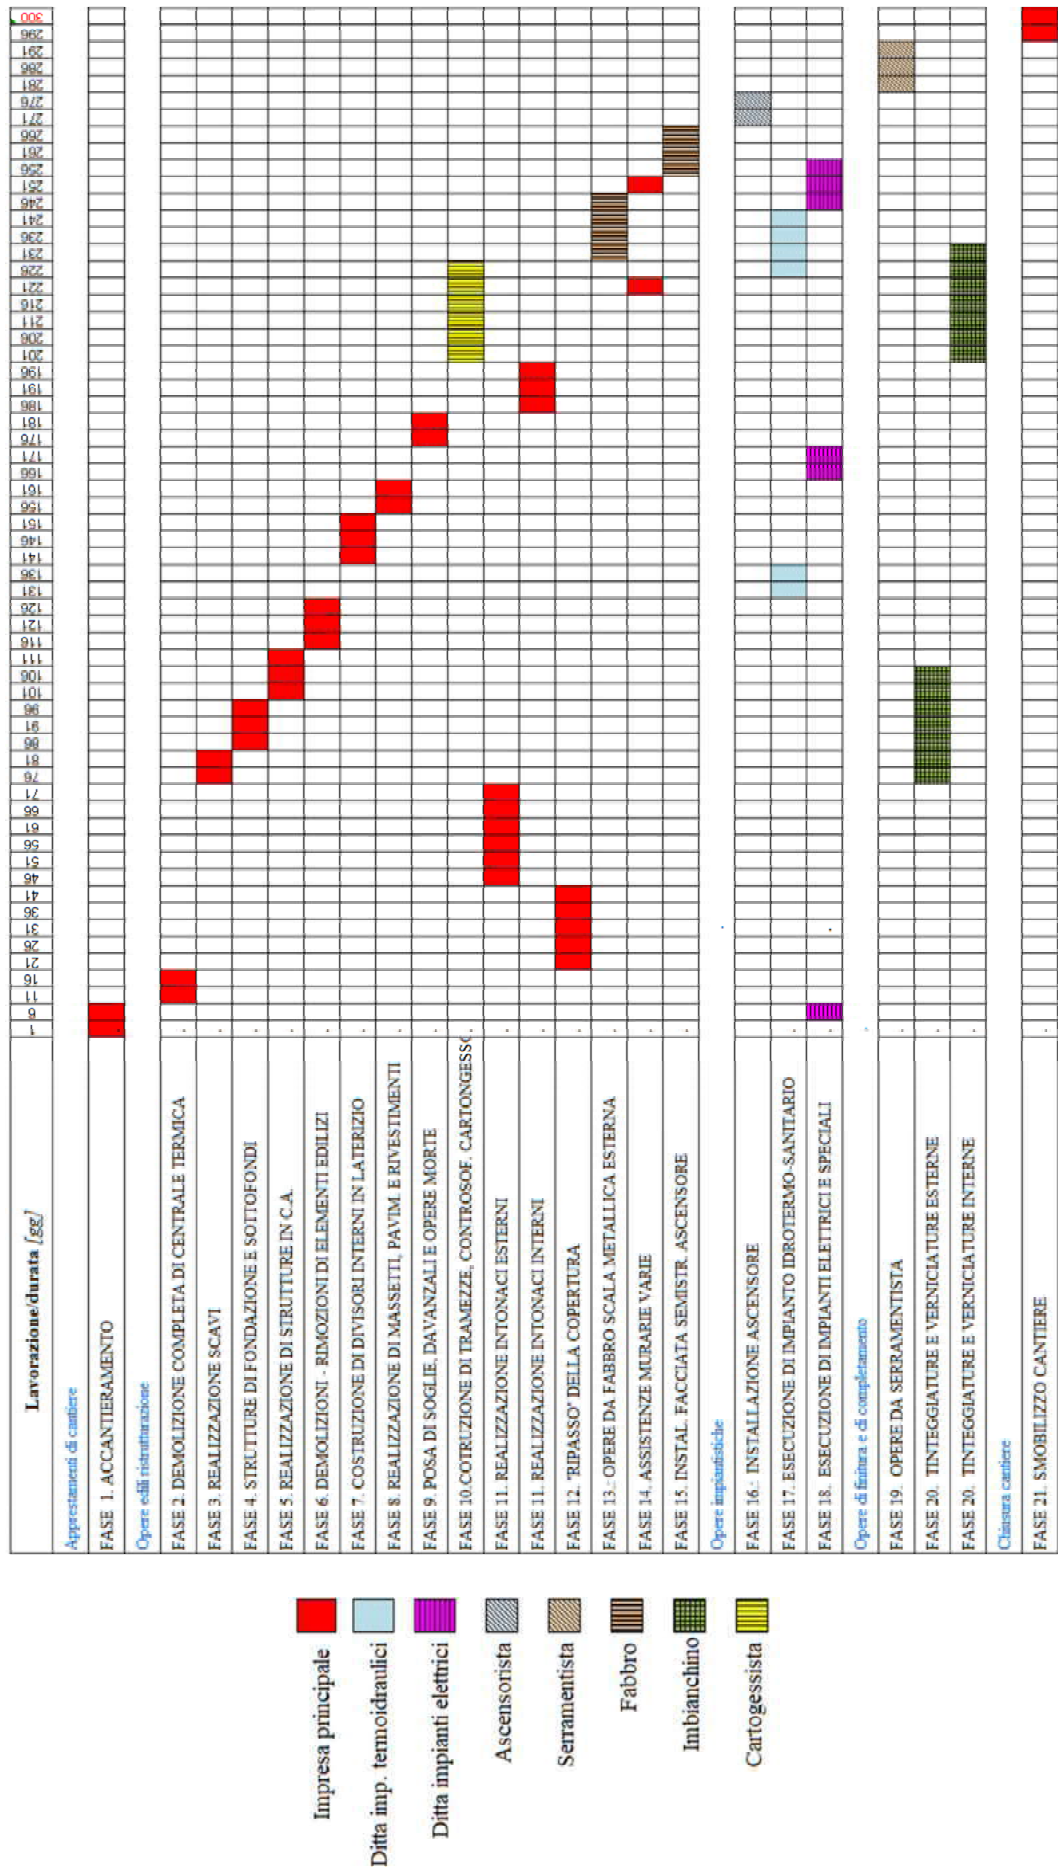 Lavorazione/durata [gg] 1 6 11 16 21 26 31 36 41 46 51 56 61 66 71 76 81 86 91 96 101 106 111 116 121 126 131 136 141 146 151 156 161 166 171 176 181 186 191 196 201 206 211 216 221 226 231 236 241 246 251 256 261 266 271 276 281 286 291 296 300
Apprestamenti di cantiere
FASE 1. ACCANTIERAMENTO
Opere edili ristrutturazione
FASE 2. DEMOLIZIONE COMPLETA DI CENTRALE TERMICA
FASE 3. REALIZZAZIONE SCAVI
FASE 4. STRUTTURE DI FONDAZIONE E SOTTOFONDI
FASE 5. REALIZZAZIONE DI STRUTTURE IN C.A.
FASE 6. DEMOLIZIONI - RIMOZIONI DI ELEMENTI EDILIZI
FASE 7. COSTRUZIONE DI DIVISORI INTERNI IN LATERIZIO
FASE 8. REALIZZAZIONE DI MASSETTI, PAVIM. E RIVESTIMENTI
FASE 9. POSA DI SOGLIE, DAVANZALI E OPERE MORTE
FASE 10.COTRUZIONE DI TRAMEZZE, CONTROSOF. CARTONGESSO
FASE 11. REALIZZAZIONE INTONACI ESTERNI
FASE 11. REALIZZAZIONE INTONACI INTERNI
FASE 12. "RIPASSO" DELLA COPERTURA
FASE 13.- OPERE DA FABBRO SCALA METALLICA ESTERNA
FASE 14. ASSISTENZE MURARIE VARIE
FASE 15. INSTAL. FACCIATA SEMISTR. ASCENSORE
Opere impiantistiche
FASE 16.- INSTALLAZIONE ASCENSORE
FASE 17. ESECUZIONE DI IMPIANTO IDROTERMO-SANITARIO
FASE 18. ESECUZIONE DI IMPIANTI ELETTRICI E SPECIALI
Opere di finitura e di completamento
FASE 19. OPERE DA SERRAMENTISTA
FASE 20. TINTEGGIATURE E VERNICIATURE ESTERNE
FASE 20. TINTEGGIATURE E VERNICIATURE INTERNE
Chiusura cantiere
FASE 21. SMOBILIZZO CANTIERE
Impresa principale
Ditta imp. termoidraulici
Ditta impianti elettrici
Ascensorista
Serramentista
Fabbro
Imbianchino
Cartogessista